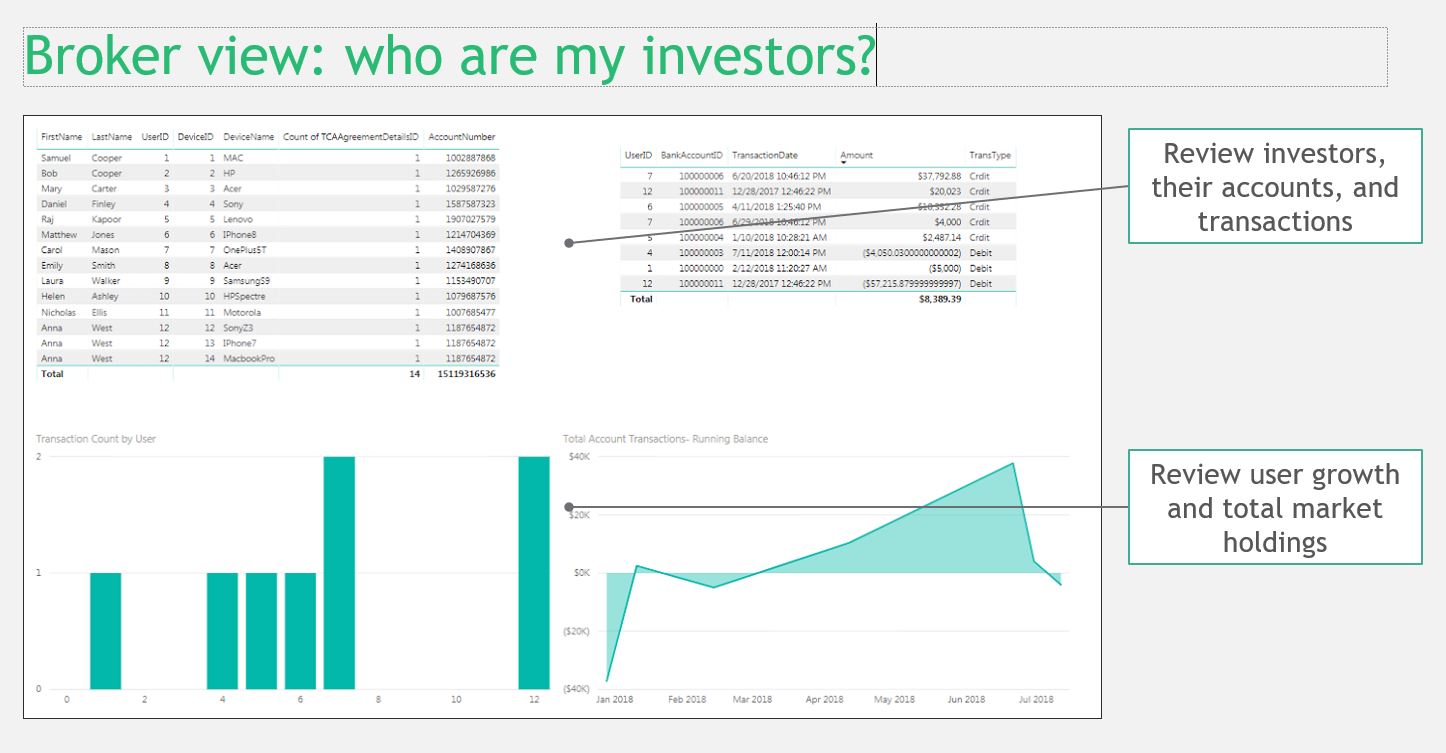 Broker view: who are my investors?
FirstName LastName UserID DeviceID DeviceName Count of TCAAgreementDetailsID AccountNumber
Samuel Cooper 1 1 MAC 1 1002887868
Bob Cooper 2 2 HP 1 1265926986
Mary Carter 3 3 Acer 1 1029587276
Daniel Finley 4 4 Sony 1 1587587323
Raj Kapoor 5 5 Lenovo 1 1907027579
Matthew Jones 6 6 IPhone8 1 1214704369
Carol Mason 7 7 OnePlus5T 1 1408907867
Emily Smith 8 8 Acer 1 1274168636
Laura Walker 9 9 SamsungS9 1 1153490707
Helen Ashley 10 10 HPSpectre 1 1079687576
Nicholas Ellis 11 11 Motorola 1 1007685477
Anna West 12 12 SonyZ3 1 1187654872
Anna West 12 13 IPhone7 1 1187654872
Anna West 12 14 MacbookPro 1 1187654872
Total 14 15119316536
UserID BankAccountID TransactionDate Amount TransType
7 100000006 6/20/2018 10:46:12 PM $37,792.88 Crdit
12 100000011 12/28/2017 12:46:22 PM $20,023 Crdit
6 100000005 4/11/2018 1:25:40 PM $10,352.28 Crdit
7 100000006 6/29/2018 10:46:12 PM $4,000 Crdit
5 100000004 1/10/2018 10:28:21 AM $2,487.14 Crdit
4 100000003 7/11/2018 12:00:14 PM ($4,050.0300000000002) Debit
1 100000000 2/12/2018 11:20:27 AM ($5,000) Debit
12 100000011 12/28/2017 12:46:22 PM ($57,215.879999999997) Debit
Total $8,389.39
Review investors,
their accounts, and
transactions
Transaction Count by User
2
1
0
0 2 4 6 8 10 12
Total Account Transactions- Running Balance
$40K
$20K
$0K
($20K)
($40K)
Jan 2018 Feb 2018 Mar 2018 Apr 2018 May 2018 Jun 2018 Jul 2018
Review user growth
and total market
holdings